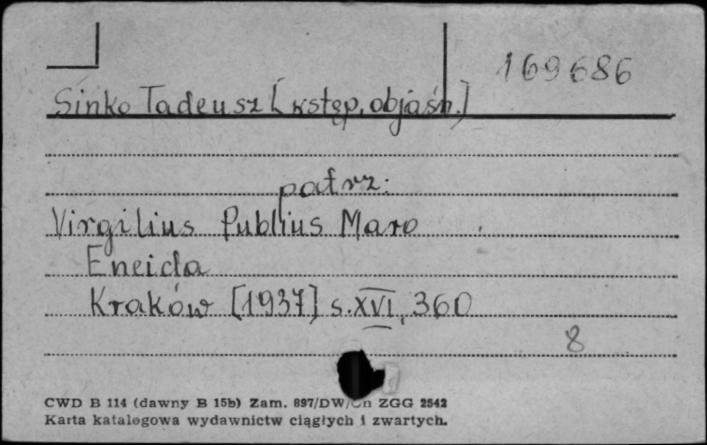 169686
Sinko Tadeusz [wstęp, objaśn.]
patrz:
Virgilius Publius Maro
Eneida
Kraków [1937] s. XVI, 360
8
CWD B 114 (dawny B 15b) Zam. 897/DW/ ZGG 2542
Karta katalogowa wydawnictw ciągłych i zwartych.